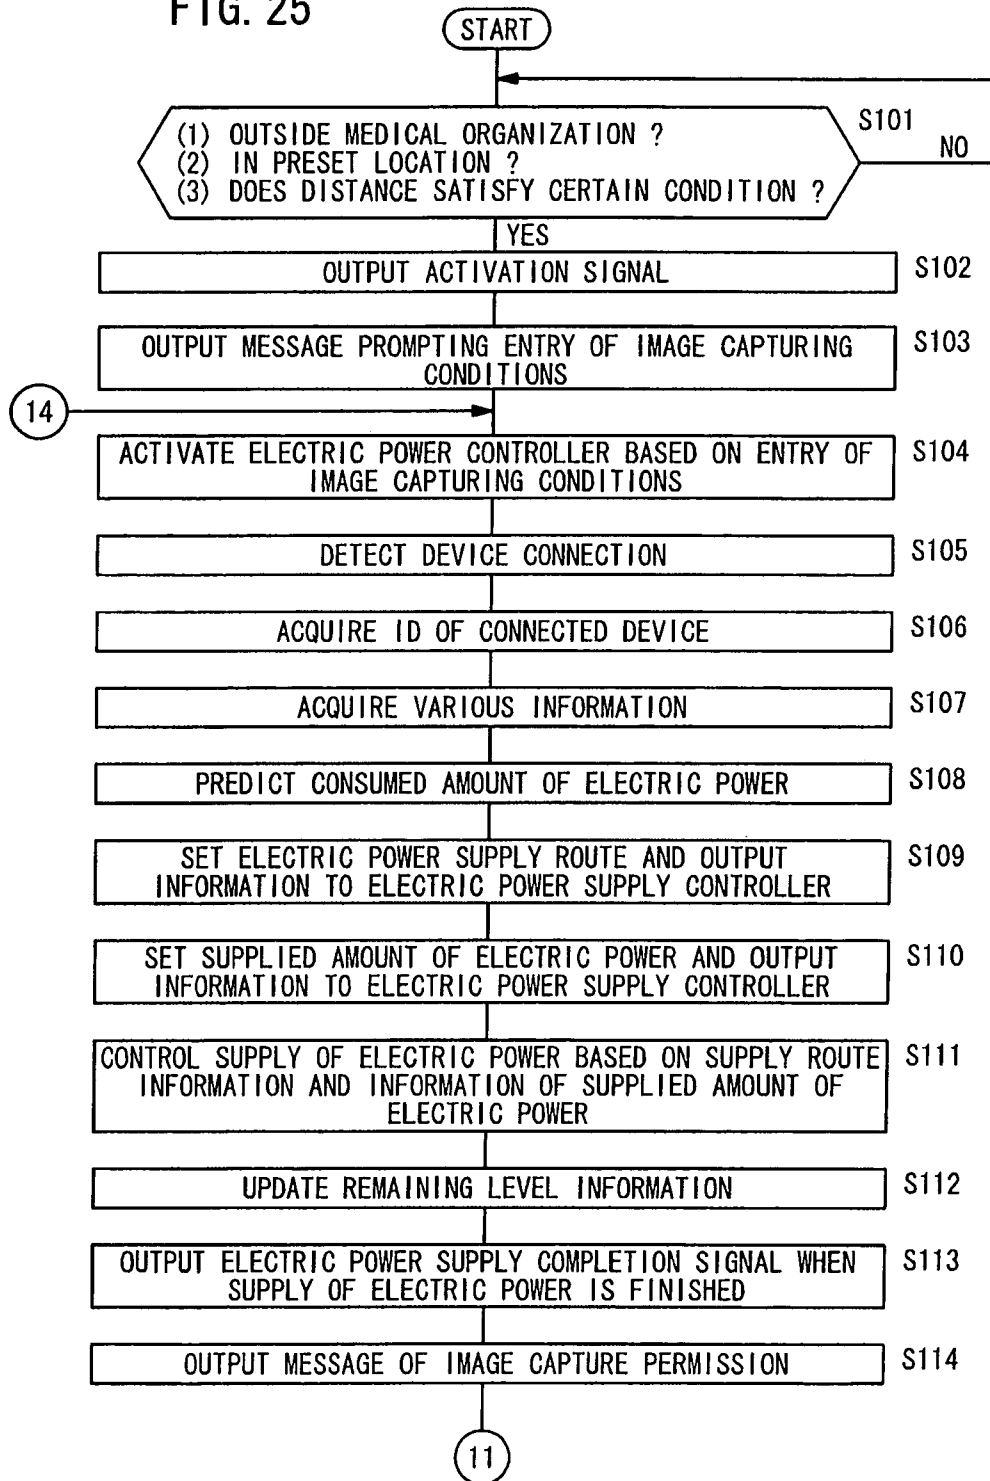 FIG. 25
START
(1) OUTSIDE MEDICAL ORGANIZATION ?
(2) IN PRESET LOCATION ?
(3) DOES DISTANCE SATISFY CERTAIN CONDITION ?
S101
NO
YES
OUTPUT ACTIVATION SIGNAL
S102
OUTPUT MESSAGE PROMPTING ENTRY OF IMAGE CAPTURING
CONDITIONS
S103
14
ACTIVATE ELECTRIC POWER CONTROLLER BASED ON ENTRY OF
IMAGE CAPTURING CONDITIONS
S104
DETECT DEVICE CONNECTION
S105
ACQUIRE ID OF CONNECTED DEVICE
S106
ACQUIRE VARIOUS INFORMATION
S107
PREDICT CONSUMED AMOUNT OF ELECTRIC POWER
S108
SET ELECTRIC POWER SUPPLY ROUTE AND OUTPUT
INFORMATION TO ELECTRIC POWER SUPPLY CONTROLLER
S109
SET SUPPLIED AMOUNT OF ELECTRIC POWER AND OUTPUT
INFORMATION TO ELECTRIC POWER SUPPLY CONTROLLER
S110
CONTROL SUPPLY OF ELECTRIC POWER BASED ON SUPPLY ROUTE
INFORMATION AND INFORMATION OF SUPPLIED AMOUNT OF
ELECTRIC POWER
S111
UPDATE REMAINING LEVEL INFORMATION
S112
OUTPUT ELECTRIC POWER SUPPLY COMPLETION SIGNAL WHEN
SUPPLY OF ELECTRIC POWER IS FINISHED
S113
OUTPUT MESSAGE OF IMAGE CAPTURE PERMISSION
S114
11